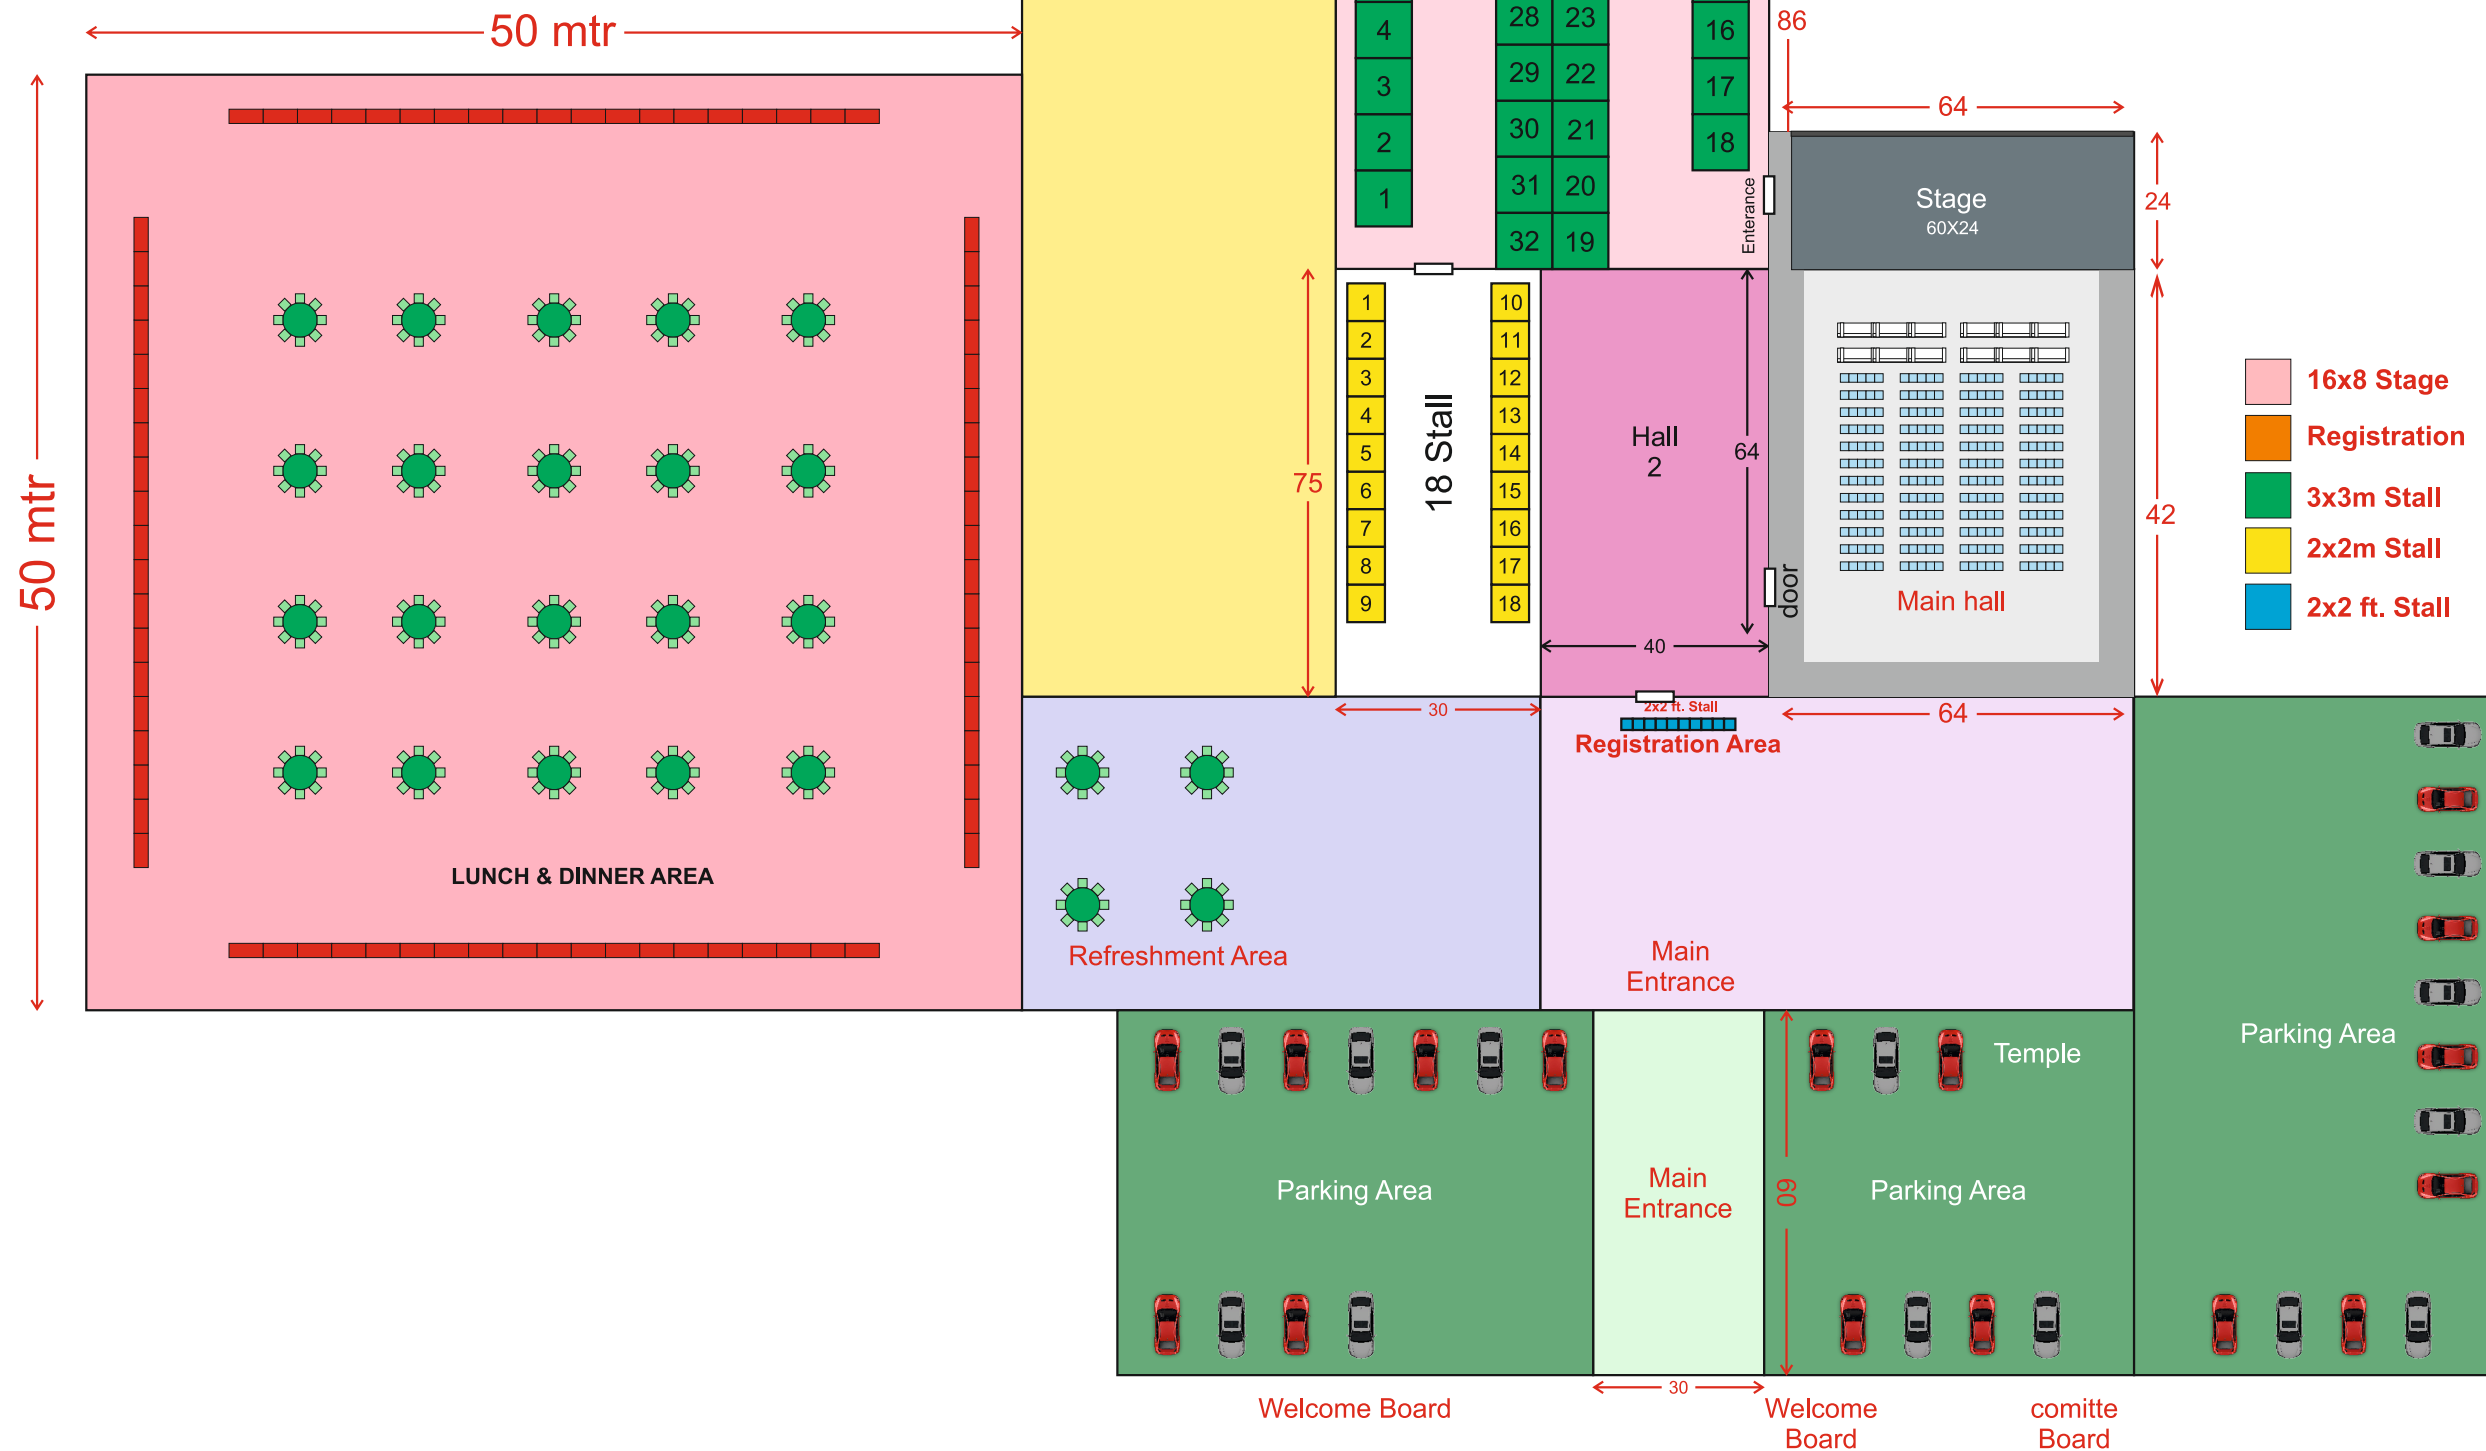 50 mtr
50 mtr
LUNCH & DINNER AREA
4
3
2
1
28 23
29 22
30 21
31 20
32 19
16
17
18
Enterance
86
64
Stage
60X24
24
42
75
1
2
3
4
5
6
7
8
9
18 Stall
10
11
12
13
14
15
16
17
18
Hall
2
64
40
door
Main hall
64
30
16x8 Stage
Registration
3x3m Stall
2x2m Stall
2x2 ft. Stall
2x2 ft. Stall
Registration Area
Refreshment Area
Main
Entrance
Parking Area
Main
Entrance
Temple
Parking Area
60
Parking Area
30
Welcome Board
Welcome
Board
comitte
Board